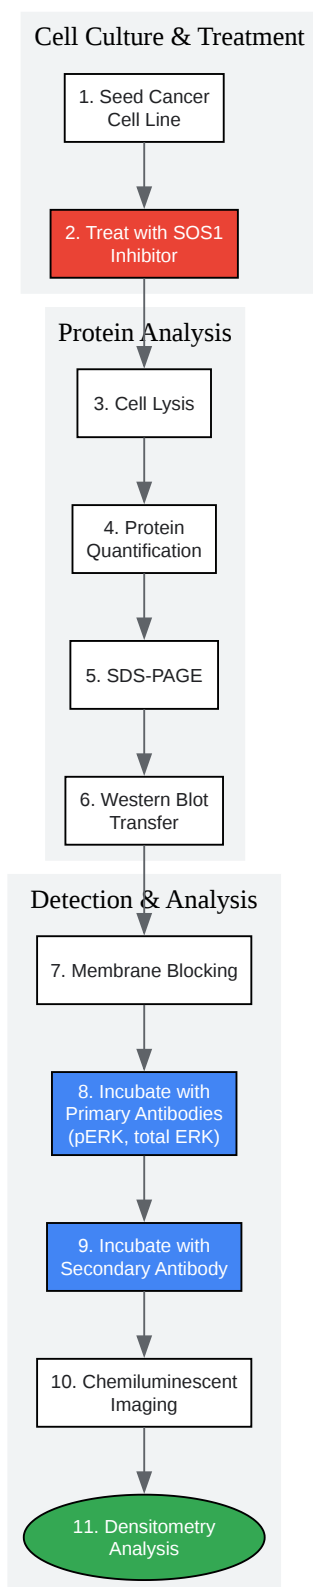 Cell Culture & Treatment
1. Seed Cancer
Cell Line
2. Treat with SOS1
Inhibitor
Protein Analysis
3. Cell Lysis
4. Protein
Quantification
5. SDS-PAGE
6. Western Blot
Transfer
Detection & Analysis
7. Membrane Blocking
8. Incubate with
Primary Antibodies
(pERK, total ERK)
9. Incubate with
Secondary Antibody
10. Chemiluminescent
Imaging
11. Densitometry
Analysis